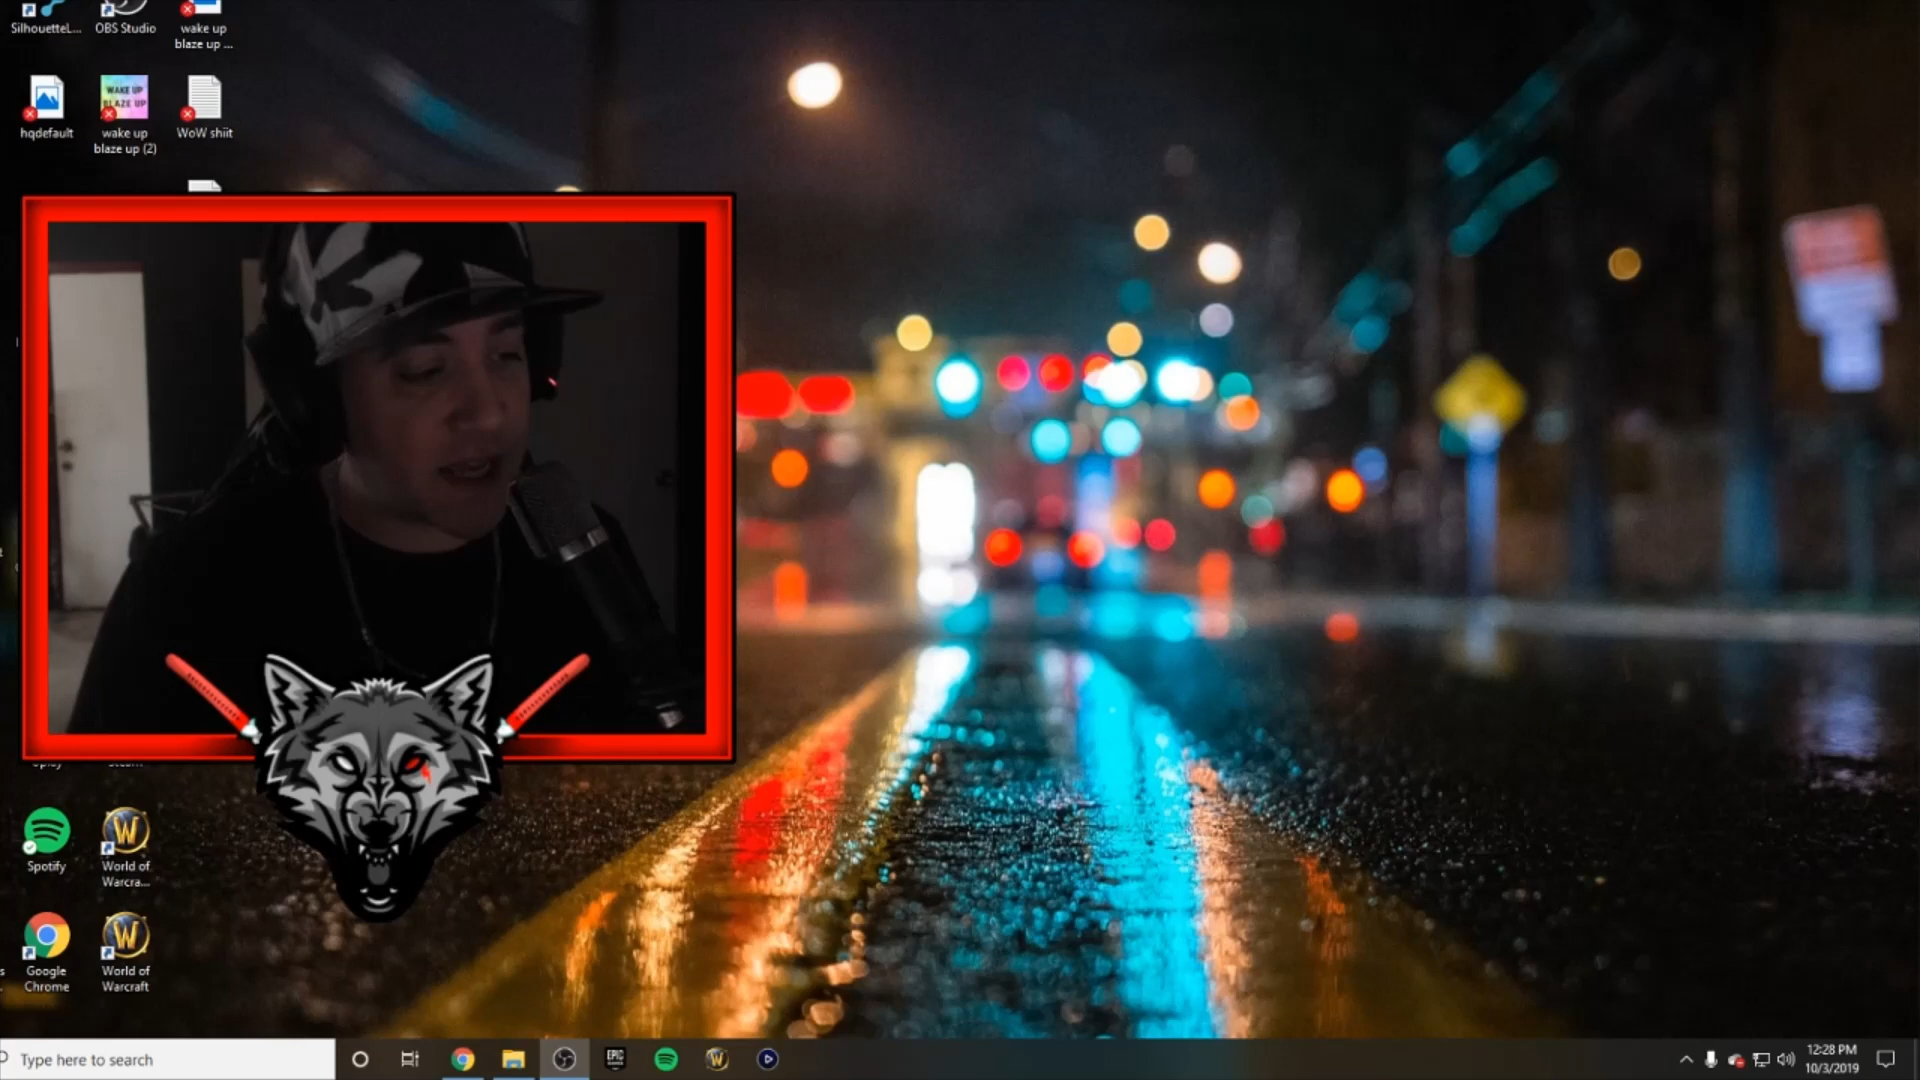 SilhouetteL...
OBS Studio
wake up
blaze up ...
WAKE UP
BLAZE UP
hqdefault
wake up
blaze up (2)
WoW shiit
Spotify
World of
Warcra...
Google
Chrome
World of
Warcraft
Type here to search
EPIC
12:28 PM
10/3/2019